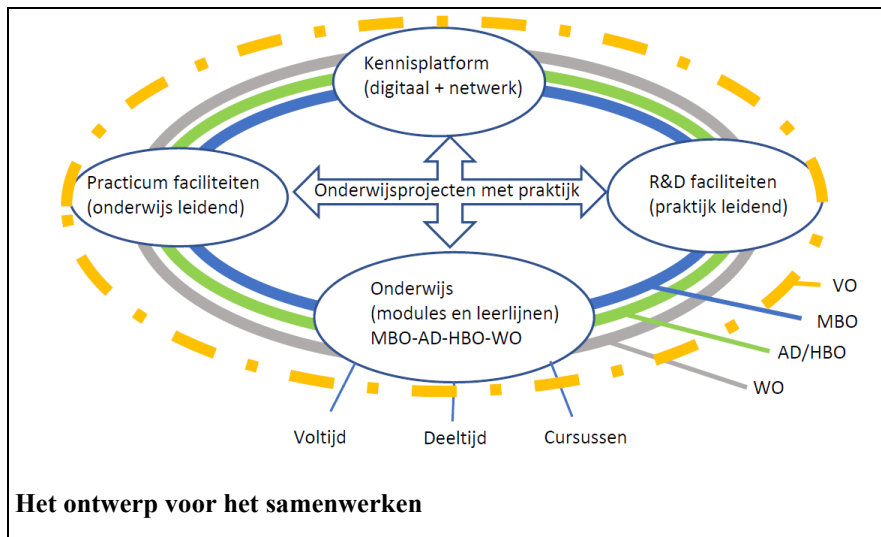 Kennisplatform
(digitaal + netwerk)
Practicum faciliteiten
(onderwijs leidend)
Onderwijsprojecten met praktijk
R&D faciliteiten
(praktijk leidend)
Onderwijs
(modules en leerlijnen)
MBO-AD-HBO-WO
VO
MBO
AD/HBO
WO
Voltijd
Deeltijd
Cursussen
Het ontwerp voor het samenwerken